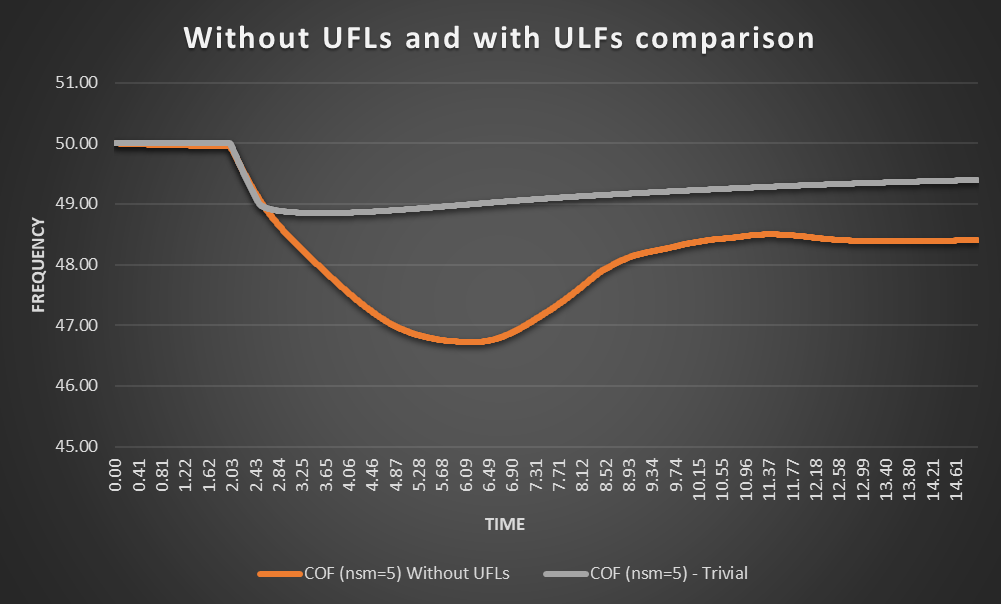 Without UFLs and with ULFs comparison
51.00
50.00
49.00
48.00
47.00
46.00
45.00
FREQUENCY
0.00 0.41 0.81 1.22 1.62 2.03 2.43 2.84 3.25 3.65 4.06 4.46 4.87 5.28 5.68 6.09 6.49 6.90 7.31 7.71 8.12 8.52 8.93 9.34 9.74 10.15 10.55 10.96 11.37 11.77 12.18 12.58 12.99 13.40 13.80 14.21 14.61
TIME
COF (nsm=5) Without UFLs COF (nsm=5) - Trivial